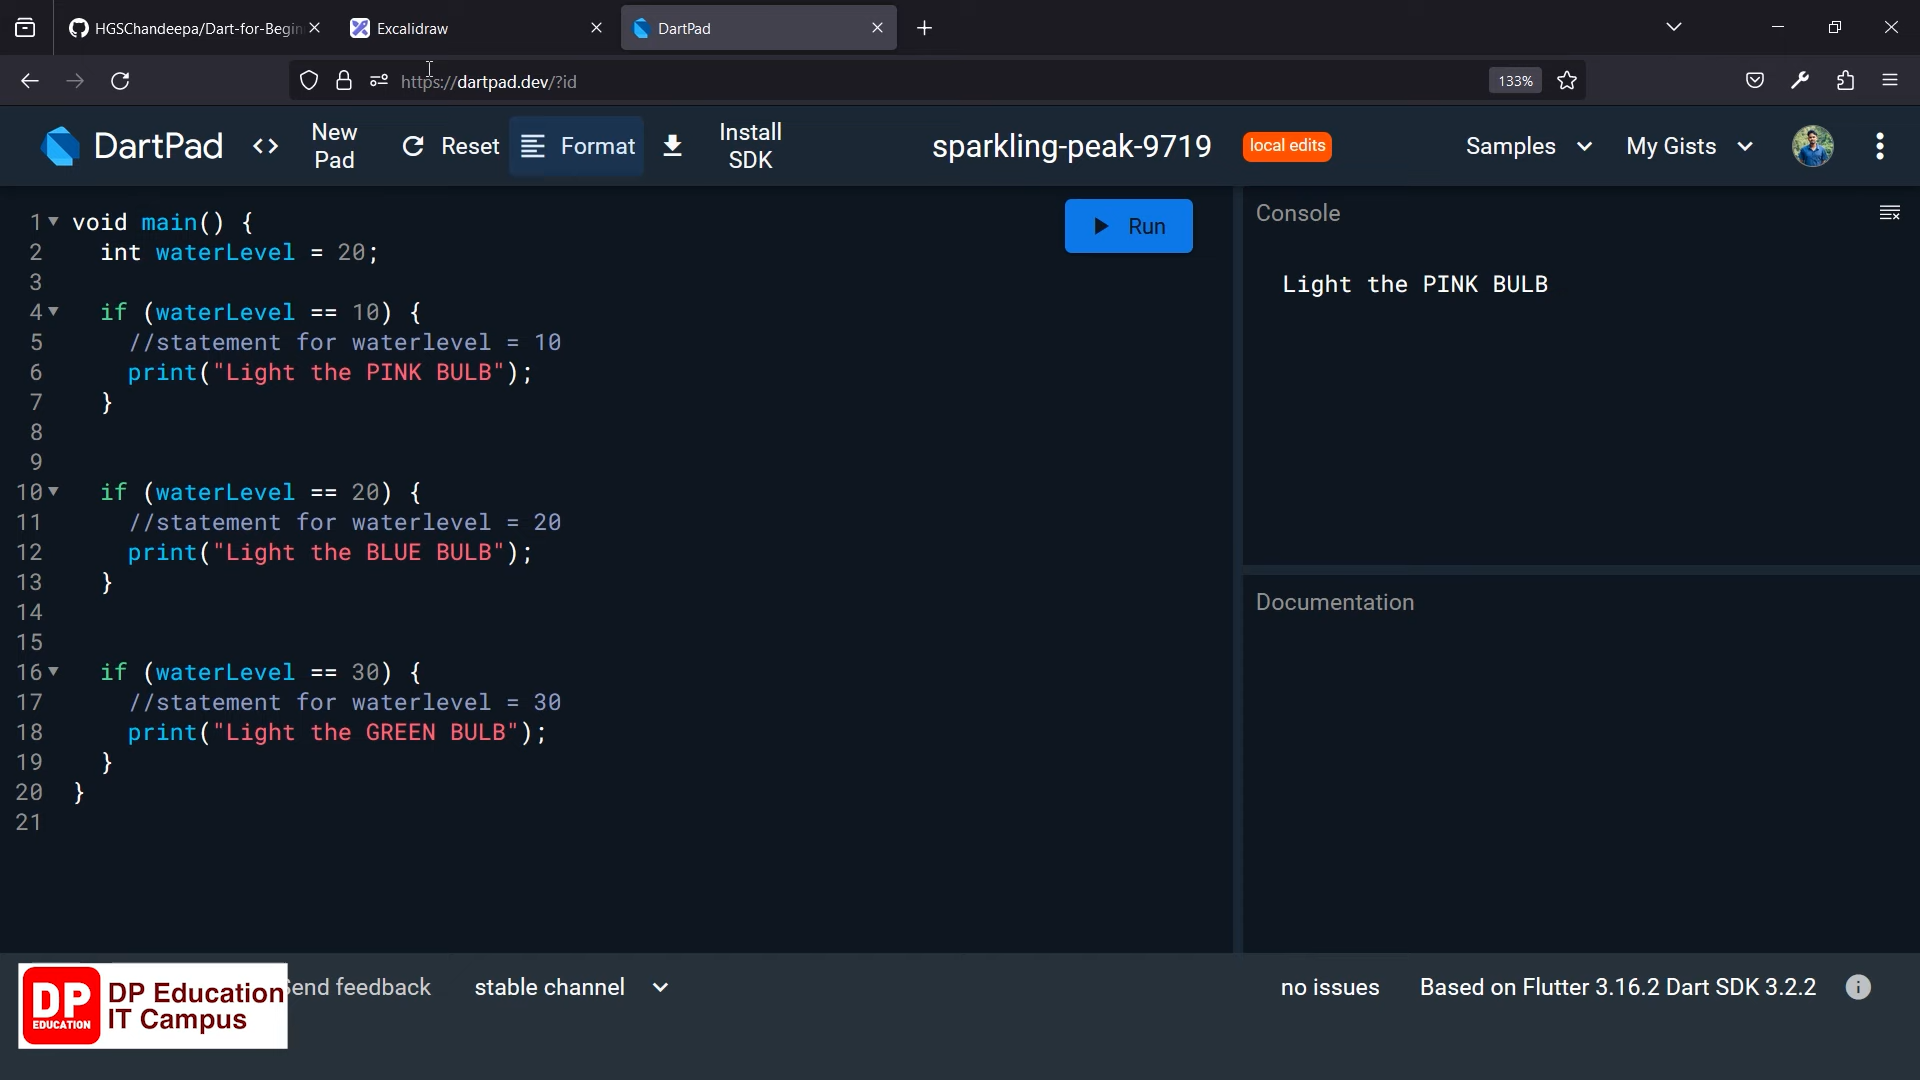 HGSChandeepa/Dart-for-Begin
Excalidraw
DartPad
https://dartpad.dev/?id
133%
DartPad
New Pad
Reset
Format
Install SDK
sparkling-peak-9719
local edits
Samples
My Gists
1 void main() {
2 int waterLevel = 20;
3
4 if (waterLevel == 10) {
5 //statement for waterlevel = 10
6 print("Light the PINK BULB");
7 }
8
9
10 if (waterLevel == 20) {
11 //statement for waterlevel = 20
12 print("Light the BLUE BULB");
13 }
14
15
16 if (waterLevel == 30) {
17 //statement for waterlevel = 30
18 print("Light the GREEN BULB");
19 }
20 }
21
Run
Console
Light the PINK BULB
Documentation
DP EDUCATION
DP Education
IT Campus
Send feedback
stable channel
no issues
Based on Flutter 3.16.2 Dart SDK 3.2.2